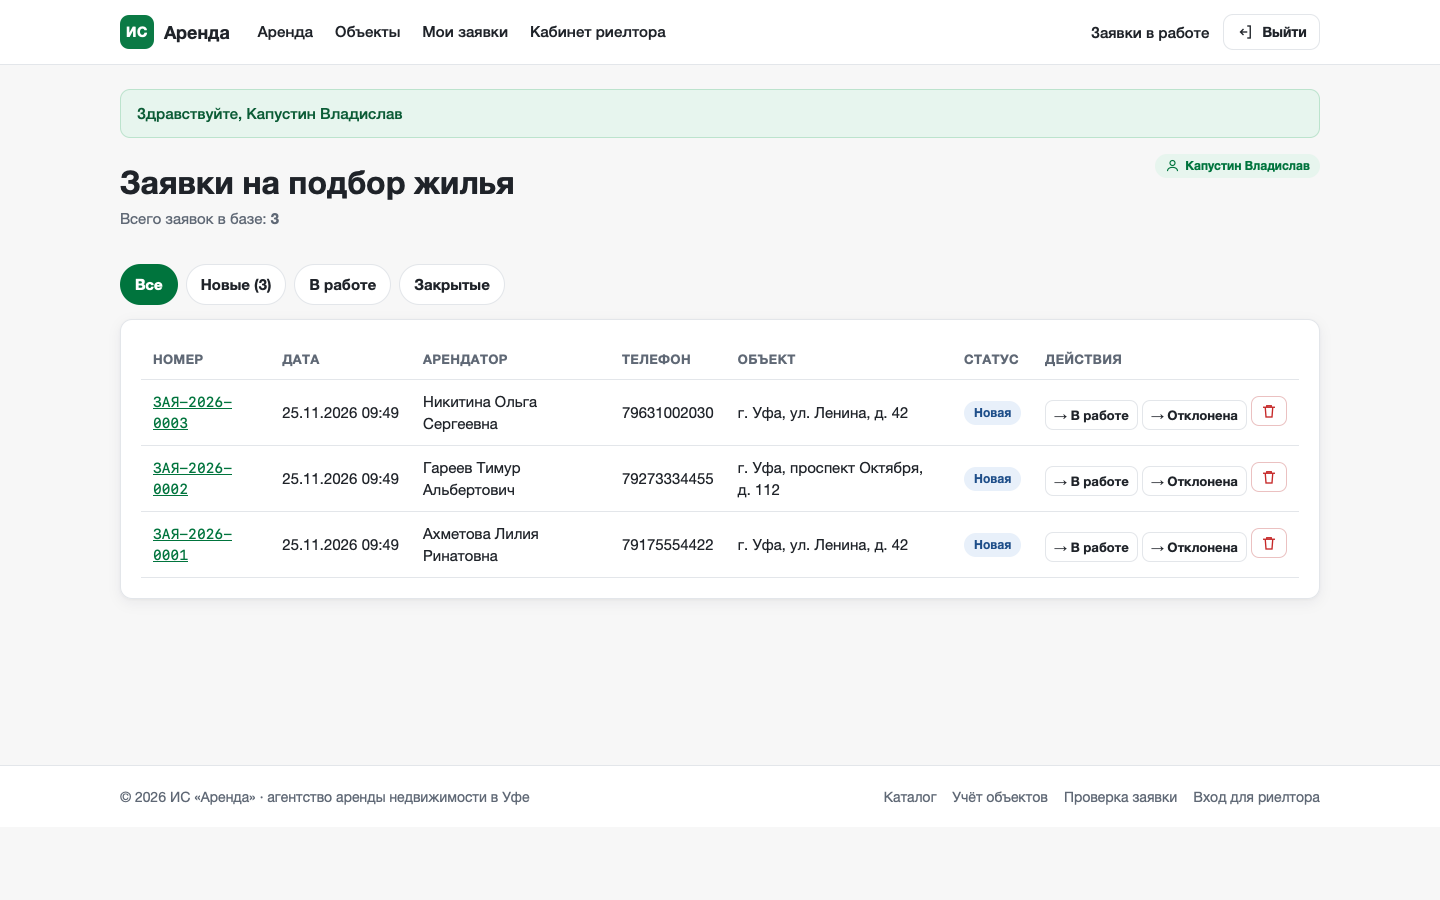 ИС Аренда Аренда Объекты Мои заявки Кабинет риелтора Заявки в работе Выйти
Здравствуйте, Капустин Владислав
Капустин Владислав
Заявки на подбор жилья
Всего заявок в базе: 3
Все Новые (3) В работе Закрытые
НОМЕР ДАТА АРЕНДАТОР ТЕЛЕФОН ОБЪЕКТ СТАТУС ДЕЙСТВИЯ
ЗАЯ-2026-0003 25.11.2026 09:49 Никитина Ольга Сергеевна 79631002030 г. Уфа, ул. Ленина, д. 42 Новая → В работе → Отклонена
ЗАЯ-2026-0002 25.11.2026 09:49 Гареев Тимур Альбертович 79273334455 г. Уфа, проспект Октября, д. 112 Новая → В работе → Отклонена
ЗАЯ-2026-0001 25.11.2026 09:49 Ахметова Лилия Ринатовна 79175554422 г. Уфа, ул. Ленина, д. 42 Новая → В работе → Отклонена
© 2026 ИС «Аренда» · агентство аренды недвижимости в Уфе Каталог Учёт объектов Проверка заявки Вход для риелтора